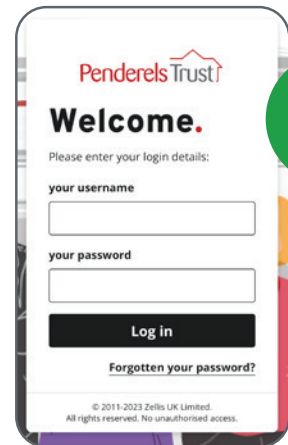 Penderels Trust
Welcome.
Please enter your login details:
your username
your password
Log in
Forgotten your password?
© 2011-2023 Zellis UK Limited.
All rights reserved. No unauthorised access.